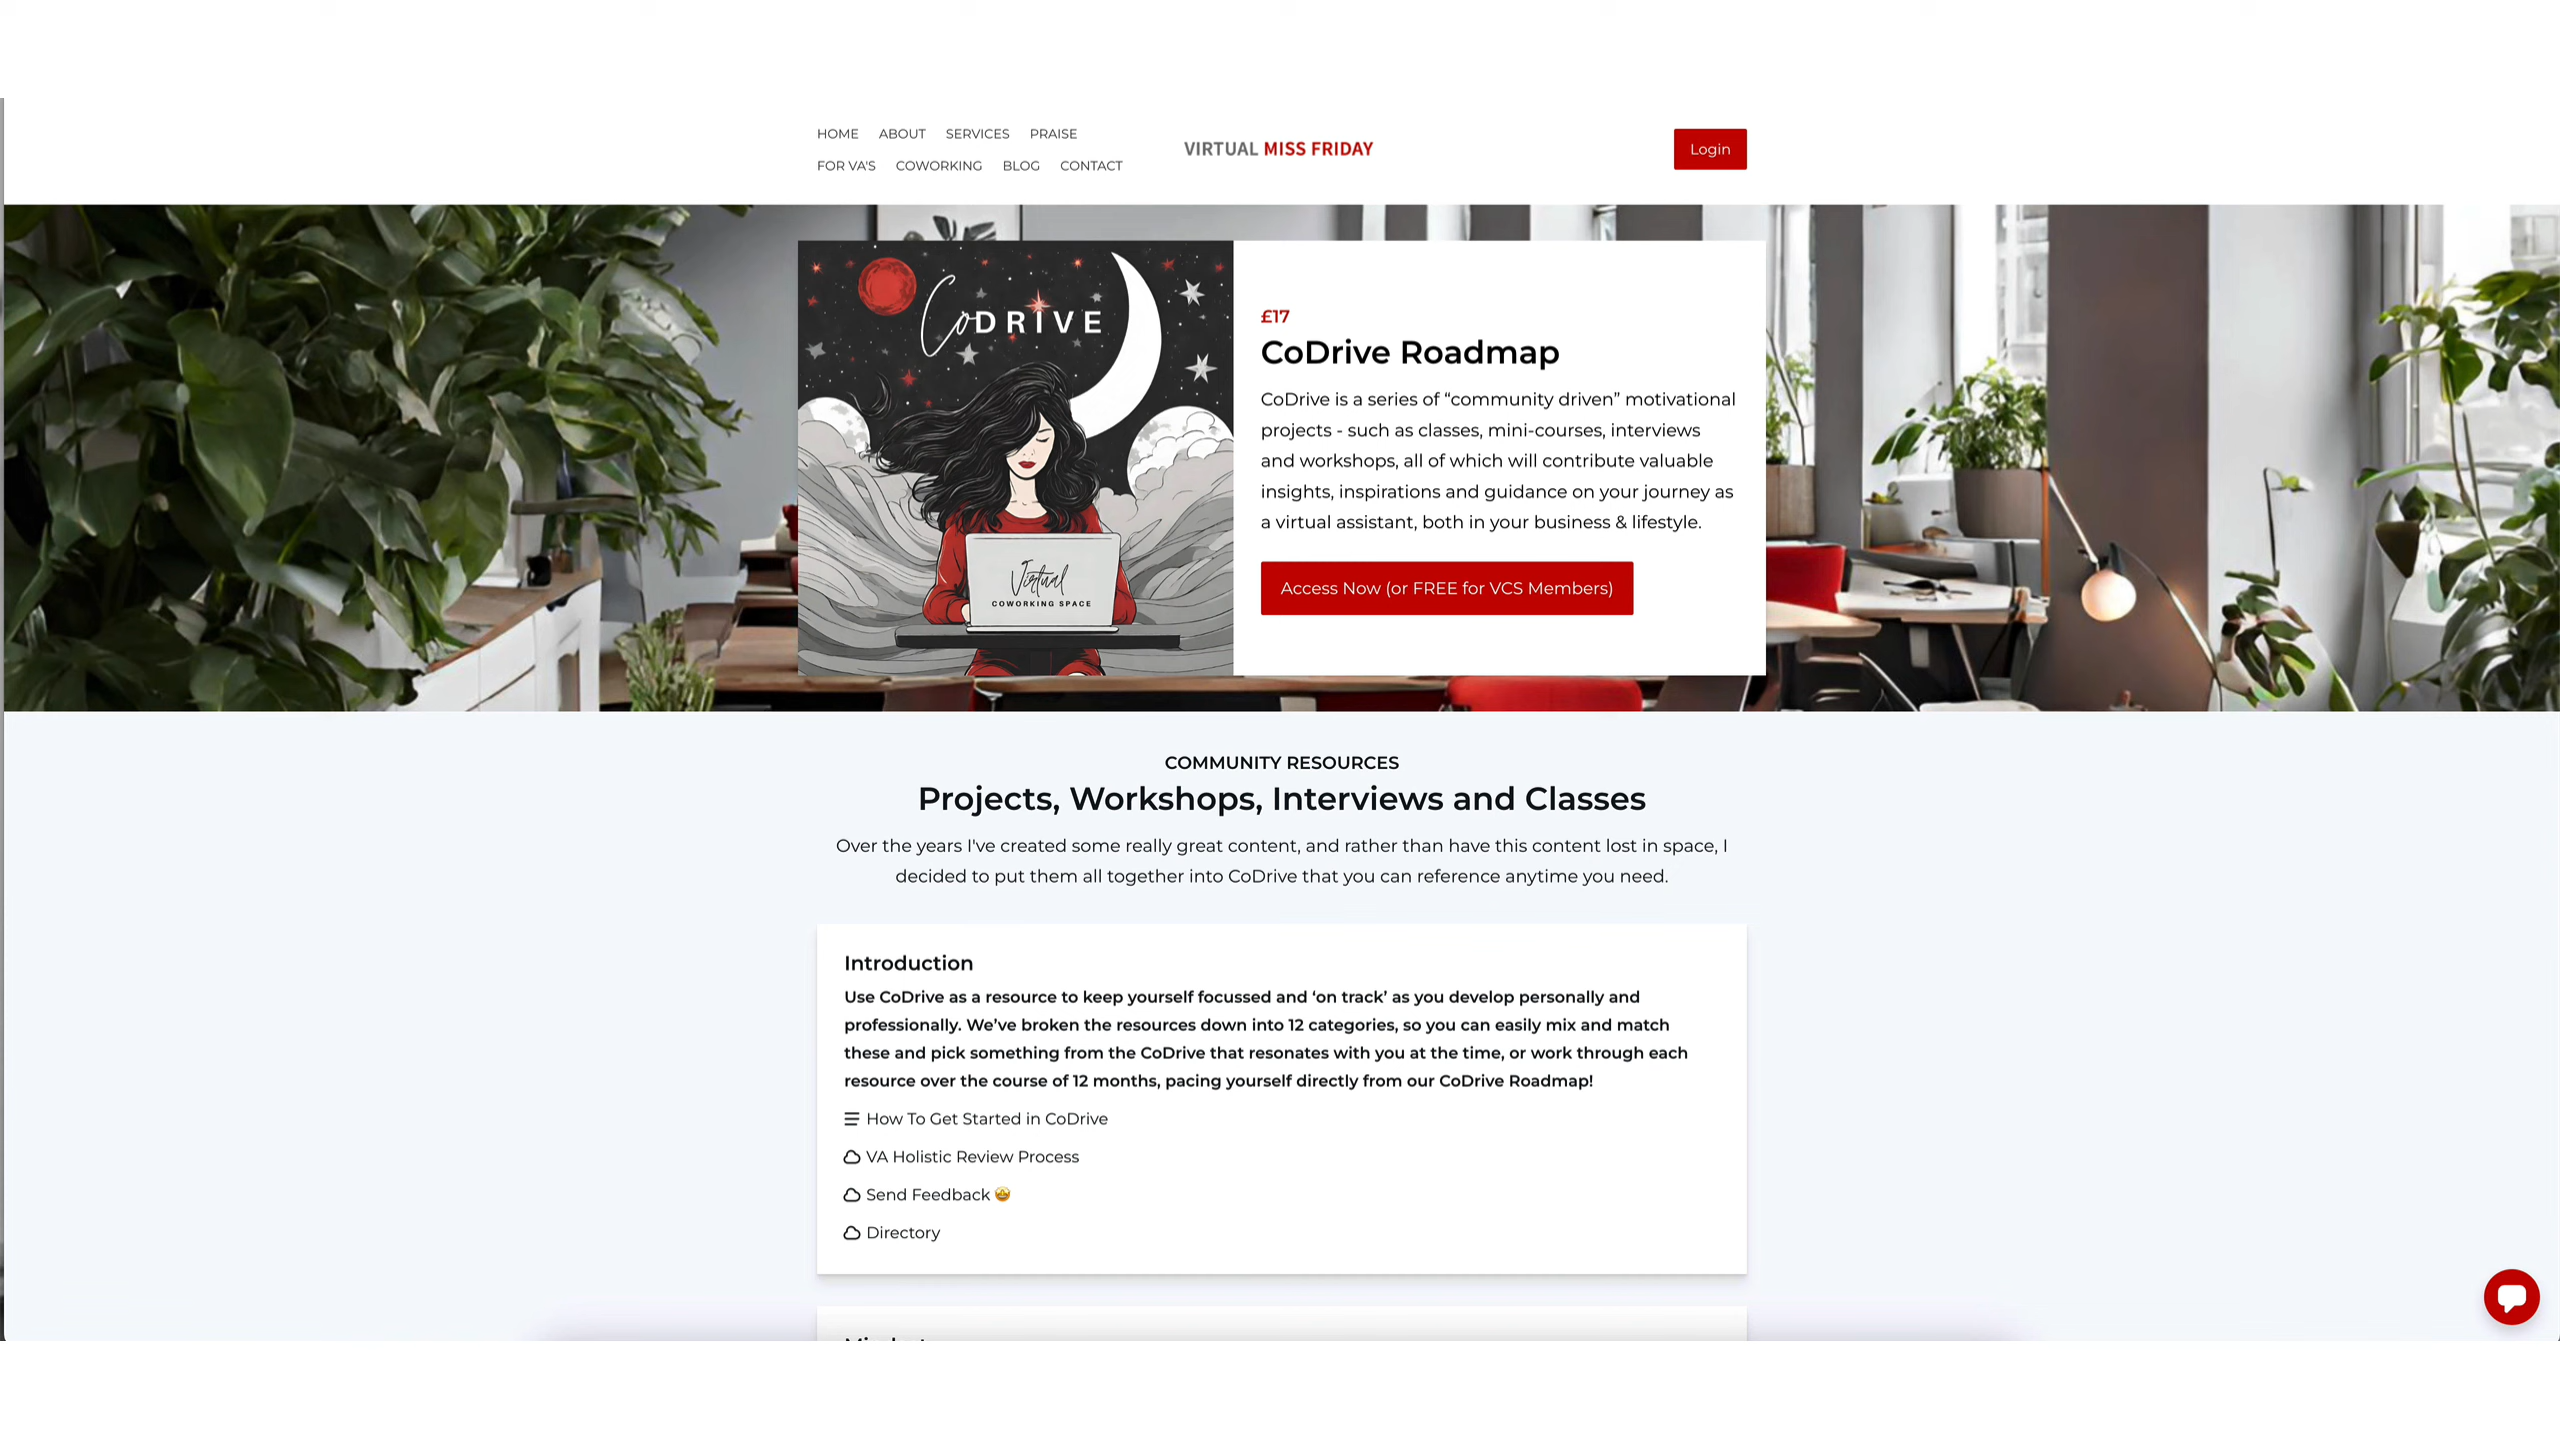 HOME ABOUT SERVICES PRAISE
FOR VA'S COWORKING BLOG CONTACT
VIRTUAL MISS FRIDAY
Login
CoDRIVE
Virtual
COWORKING SPACE
£17
CoDrive Roadmap
CoDrive is a series of “community driven” motivational
projects - such as classes, mini-courses, interviews
and workshops, all of which will contribute valuable
insights, inspirations and guidance on your journey as
a virtual assistant, both in your business & lifestyle.
Access Now (or FREE for VCS Members)
COMMUNITY RESOURCES
Projects, Workshops, Interviews and Classes
Over the years I've created some really great content, and rather than have this content lost in space, I
decided to put them all together into CoDrive that you can reference anytime you need.
Introduction
Use CoDrive as a resource to keep yourself focussed and ‘on track’ as you develop personally and
professionally. We’ve broken the resources down into 12 categories, so you can easily mix and match
these and pick something from the CoDrive that resonates with you at the time, or work through each
resource over the course of 12 months, pacing yourself directly from our CoDrive Roadmap!
How To Get Started in CoDrive
VA Holistic Review Process
Send Feedback 🤩
Directory